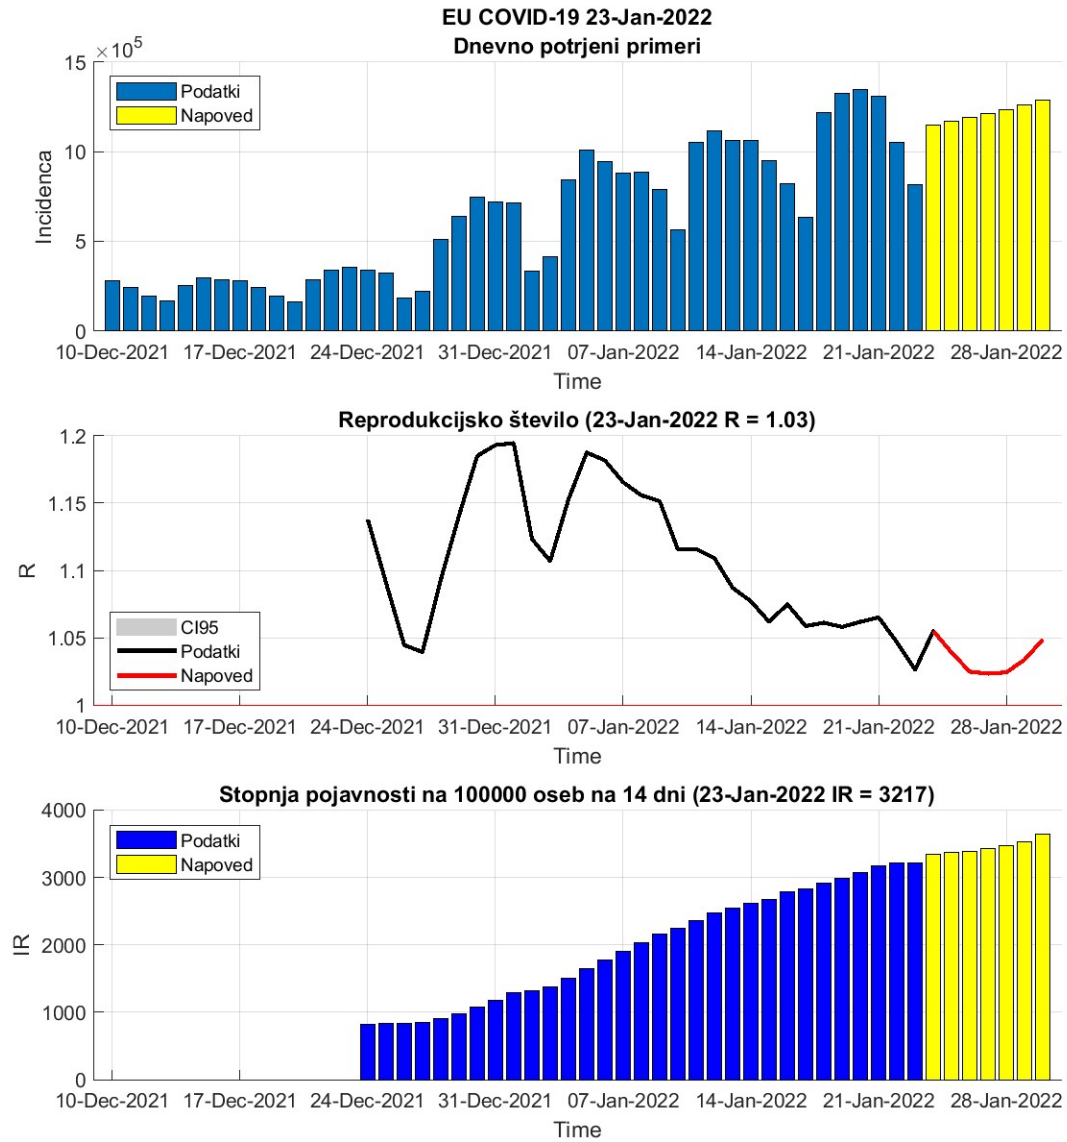 EU COVID-19 23-Jan-2022
Dnevno potrjeni primeri
×10⁵
15
10
5
0
Incidenca
Podatki
Napoved
10-Dec-2021 17-Dec-2021 24-Dec-2021 31-Dec-2021 07-Jan-2022 14-Jan-2022 21-Jan-2022 28-Jan-2022
Time
Reprodukcijsko število (23-Jan-2022 R = 1.03)
1.2
1.15
1.1
1.05
1
R
CI95
Podatki
Napoved
10-Dec-2021 17-Dec-2021 24-Dec-2021 31-Dec-2021 07-Jan-2022 14-Jan-2022 21-Jan-2022 28-Jan-2022
Time
Stopnja pojavnosti na 100000 oseb na 14 dni (23-Jan-2022 IR = 3217)
4000
3000
2000
1000
0
IR
Podatki
Napoved
10-Dec-2021 17-Dec-2021 24-Dec-2021 31-Dec-2021 07-Jan-2022 14-Jan-2022 21-Jan-2022 28-Jan-2022
Time